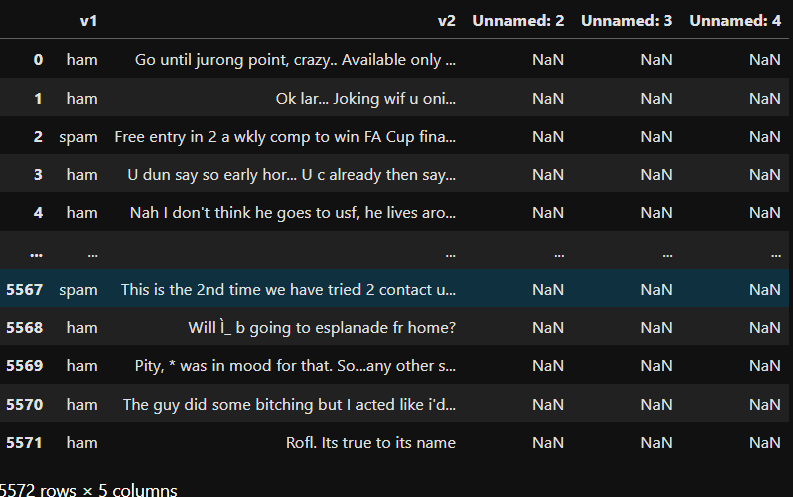 v1 v2 Unnamed: 2 Unnamed: 3 Unnamed: 4
0 ham Go until jurong point, crazy.. Available only ... NaN NaN NaN
1 ham Ok lar... Joking wif u oni... NaN NaN NaN
2 spam Free entry in 2 a wkly comp to win FA Cup fina... NaN NaN NaN
3 ham U dun say so early hor... U c already then say... NaN NaN NaN
4 ham Nah I don't think he goes to usf, he lives aro... NaN NaN NaN
... ... ... ... ... ...
5567 spam This is the 2nd time we have tried 2 contact u... NaN NaN NaN
5568 ham Will Ì_ b going to esplanade fr home? NaN NaN NaN
5569 ham Pity, * was in mood for that. So...any other s... NaN NaN NaN
5570 ham The guy did some bitching but I acted like i'd... NaN NaN NaN
5571 ham Rofl. Its true to its name NaN NaN NaN
5572 rows × 5 columns